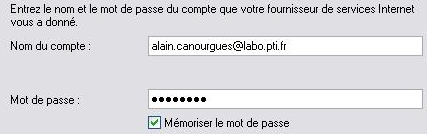 Entrez le nom et le mot de passe du compte que votre fournisseur de services Internet
vous a donné.
Nom du compte :
alain.canourgues@labo.pti.fr
Mot de passe :
●●●●●●●●
Mémoriser le mot de passe